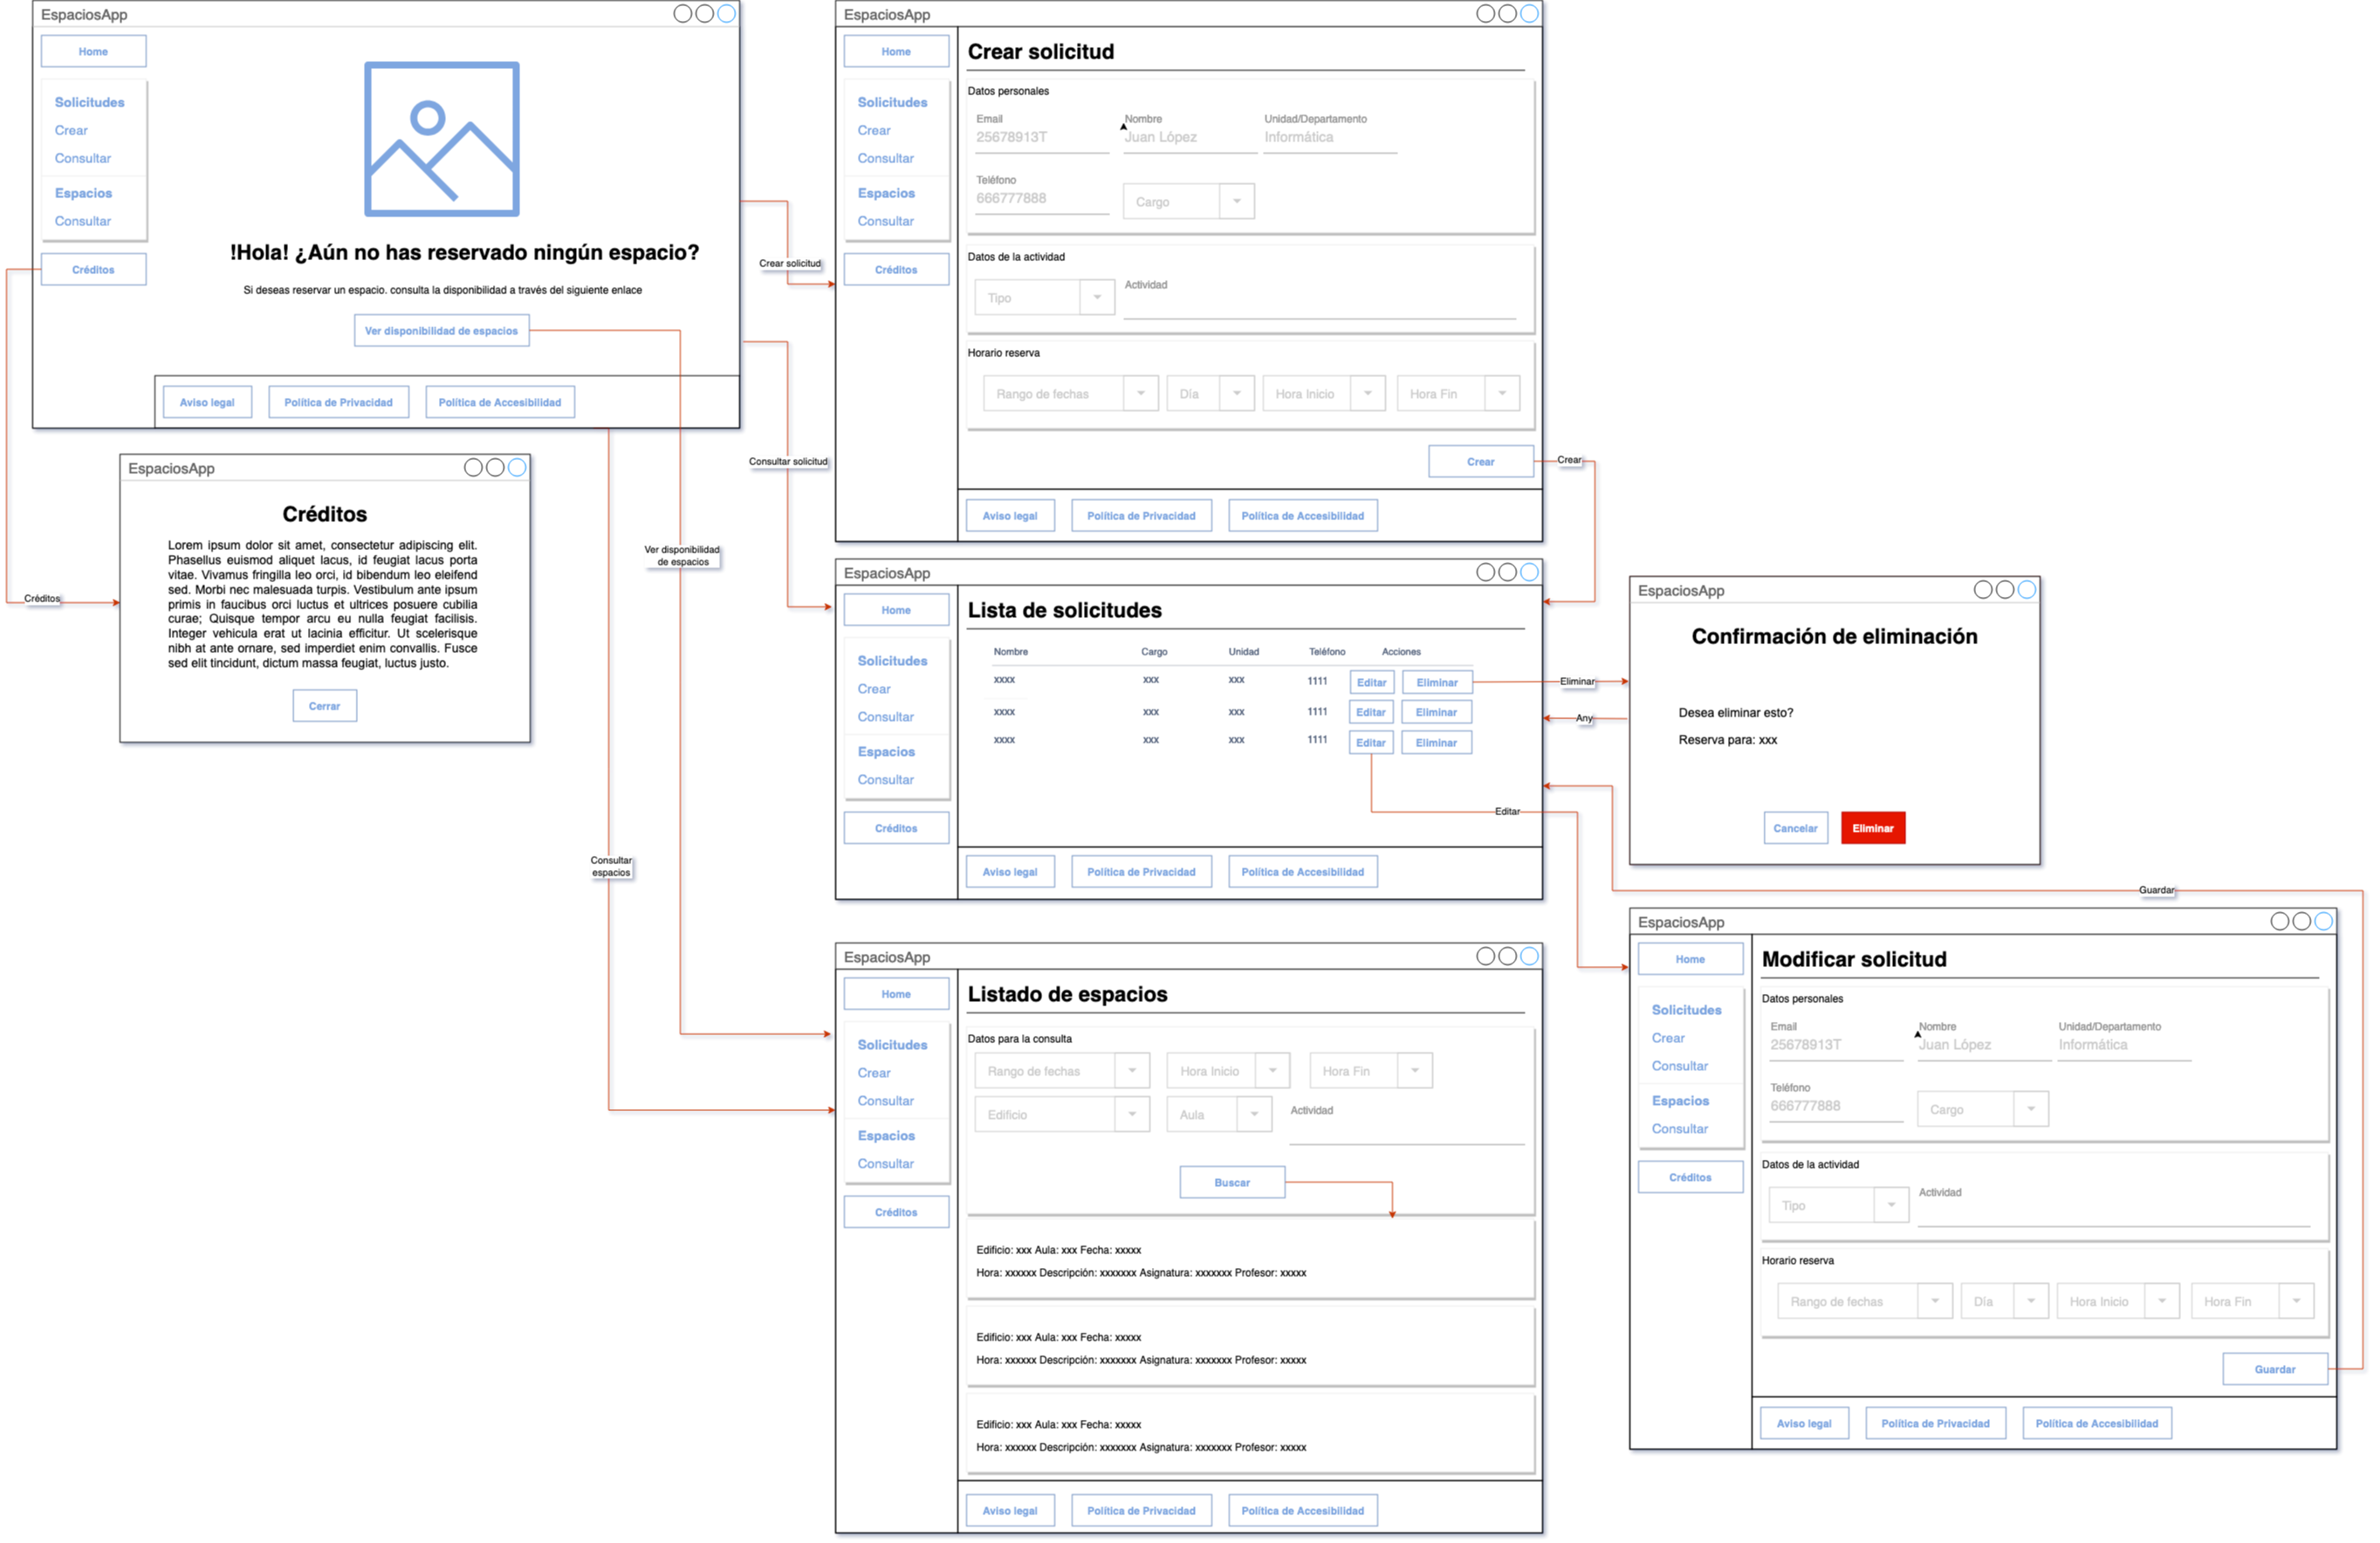 EspaciosApp
Home
Solicitudes
Crear
Consultar
Espacios
Consultar
Créditos
!Hola! ¿Aún no has reservado ningún espacio?
Si deseas reservar un espacio. consulta la disponibilidad a través del siguiente enlace
Ver disponibilidad de espacios
Aviso legal
Política de Privacidad
Política de Accesibilidad
Crear solicitud
Consultar solicitud
Ver disponibilidad
de espacios
Consultar
espacios
Créditos
EspaciosApp
Créditos
Lorem ipsum dolor sit amet, consectetur adipiscing elit.
Phasellus euismod aliquet lacus, id feugiat lacus porta
vitae. Vivamus fringilla leo orci, id bibendum leo eleifend
sed. Morbi nec malesuada turpis. Vestibulum ante ipsum
primis in faucibus orci luctus et ultrices posuere cubilia
curae; Quisque tempor arcu eu nulla feugiat facilisis.
Integer vehicula erat ut lacinia efficitur. Ut scelerisque
nibh at ante ornare, sed imperdiet enim convallis. Fusce
sed elit tincidunt, dictum massa feugiat, luctus justo.
Cerrar
EspaciosApp
Home
Solicitudes
Crear
Consultar
Espacios
Consultar
Créditos
Crear solicitud
Datos personales
Email Nombre Unidad/Departamento
25678913T Juan López Informática
Teléfono
666777888 Cargo
Datos de la actividad
Tipo Actividad
Horario reserva
Rango de fechas Día Hora Inicio Hora Fin
Crear
Aviso legal Política de Privacidad Política de Accesibilidad
Crear
EspaciosApp
Home
Solicitudes
Crear
Consultar
Espacios
Consultar
Créditos
Lista de solicitudes
Nombre Cargo Unidad Teléfono Acciones
xxxx xxx xxx 1111 Editar Eliminar
xxxx xxx xxx 1111 Editar Eliminar
xxxx xxx xxx 1111 Editar Eliminar
Aviso legal Política de Privacidad Política de Accesibilidad
Eliminar
Any
Editar
EspaciosApp
Confirmación de eliminación
Desea eliminar esto?
Reserva para: xxx
Cancelar Eliminar
Guardar
EspaciosApp
Home
Solicitudes
Crear
Consultar
Espacios
Consultar
Créditos
Listado de espacios
Datos para la consulta
Rango de fechas Hora Inicio Hora Fin
Edificio Aula Actividad
Buscar
Edificio: xxx Aula: xxx Fecha: xxxxx
Hora: xxxxxx Descripción: xxxxxxx Asignatura: xxxxxxx Profesor: xxxxx
Edificio: xxx Aula: xxx Fecha: xxxxx
Hora: xxxxxx Descripción: xxxxxxx Asignatura: xxxxxxx Profesor: xxxxx
Edificio: xxx Aula: xxx Fecha: xxxxx
Hora: xxxxxx Descripción: xxxxxxx Asignatura: xxxxxxx Profesor: xxxxx
Aviso legal Política de Privacidad Política de Accesibilidad
EspaciosApp
Home
Solicitudes
Crear
Consultar
Espacios
Consultar
Créditos
Modificar solicitud
Datos personales
Email Nombre Unidad/Departamento
25678913T Juan López Informática
Teléfono
666777888 Cargo
Datos de la actividad
Tipo Actividad
Horario reserva
Rango de fechas Día Hora Inicio Hora Fin
Guardar
Aviso legal Política de Privacidad Política de Accesibilidad